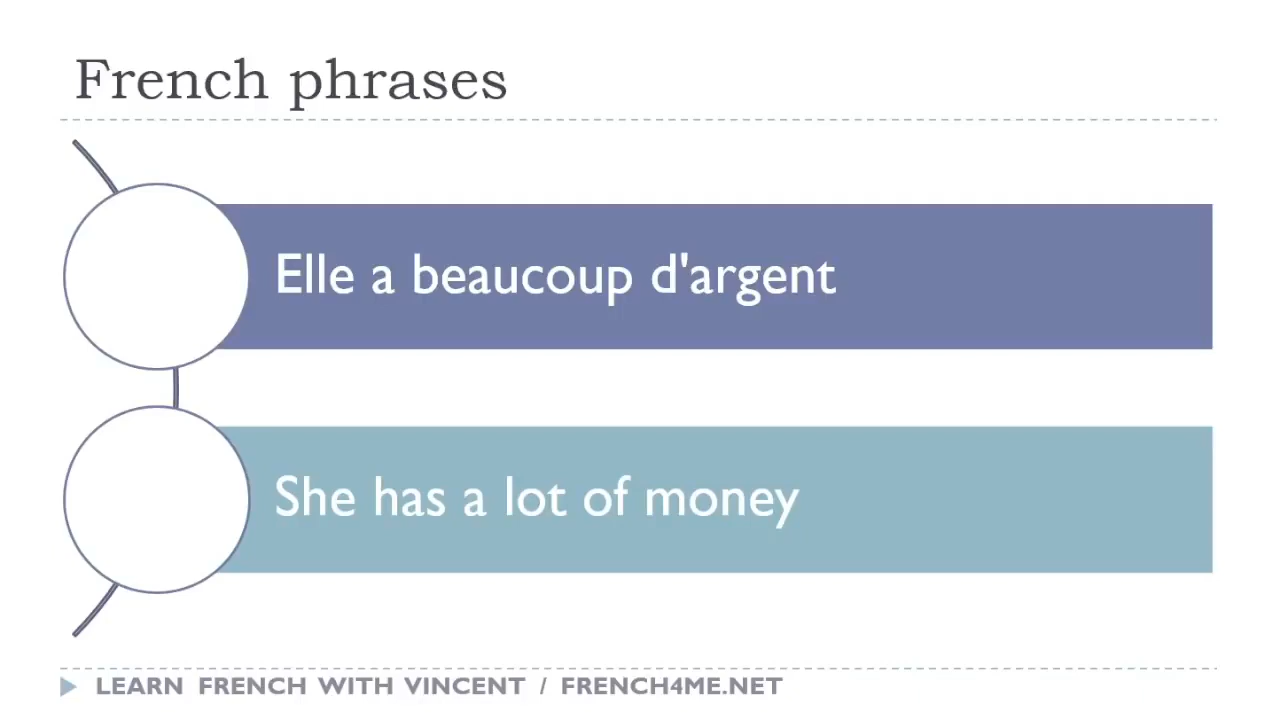 French phrases
Elle a beaucoup d'argent
She has a lot of money
LEARN FRENCH WITH VINCENT / FRENCH4ME.NET